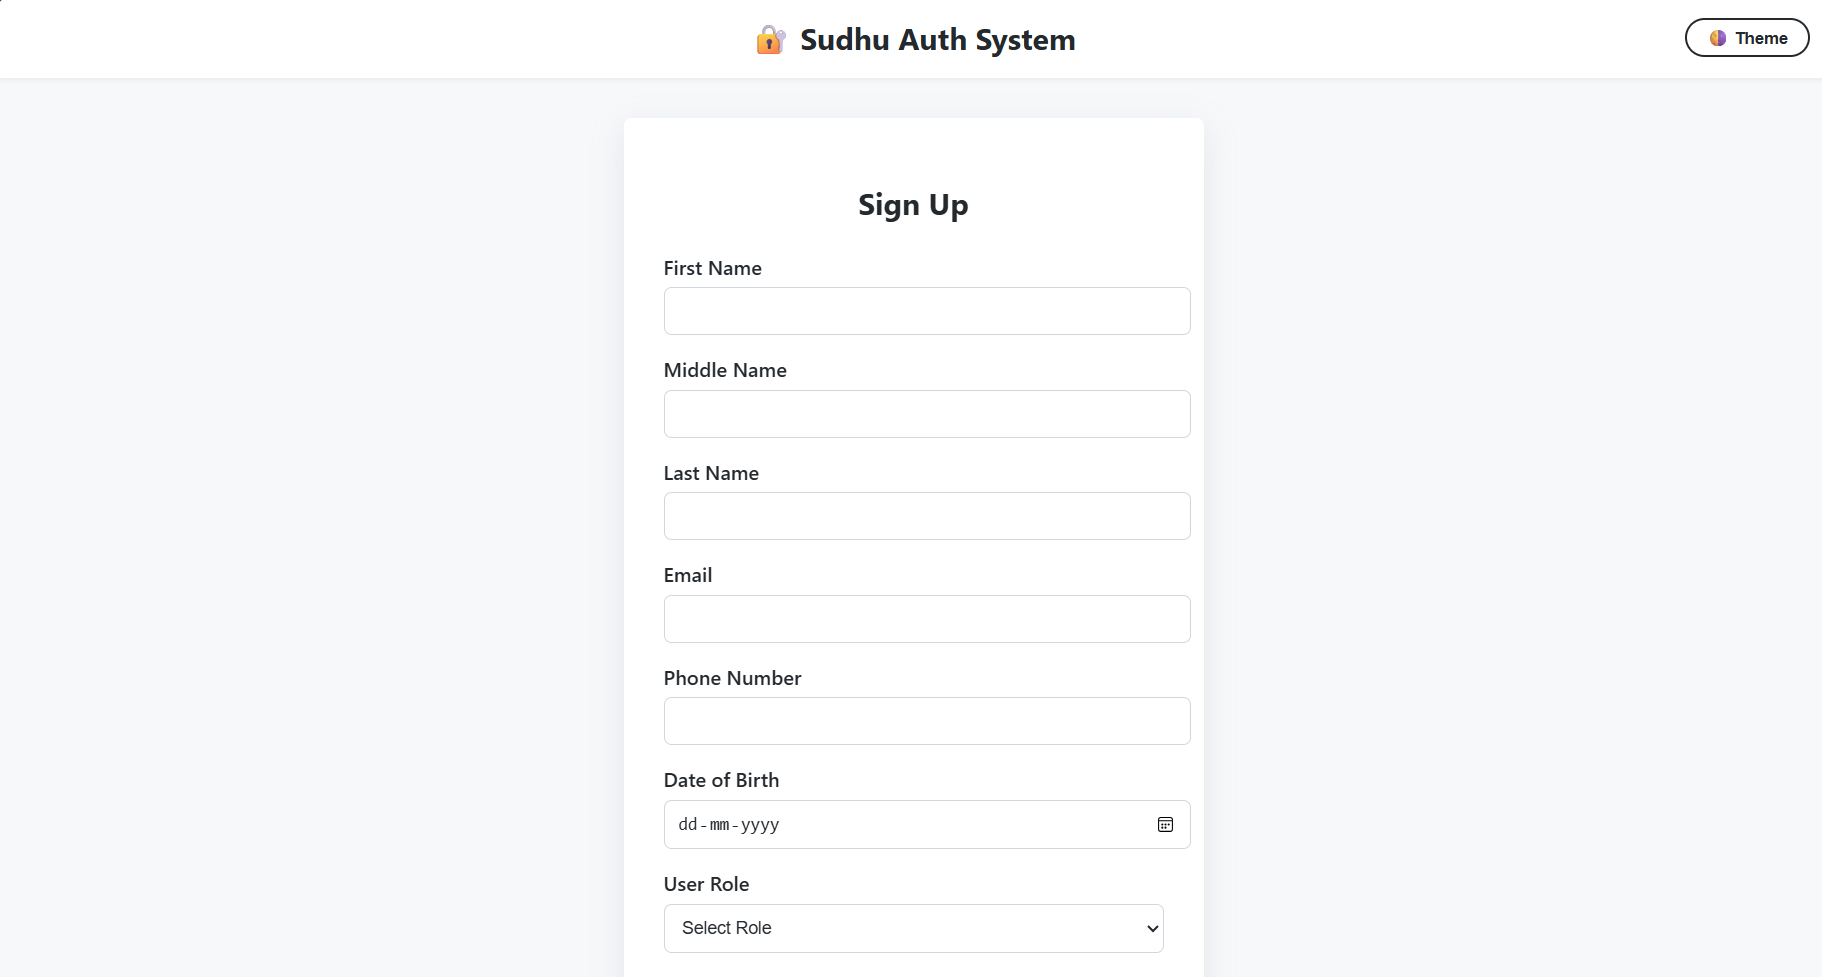 Sudhu Auth System
Theme
Sign Up
First Name
Middle Name
Last Name
Email
Phone Number
Date of Birth
dd-mm-yyyy
User Role
Select Role